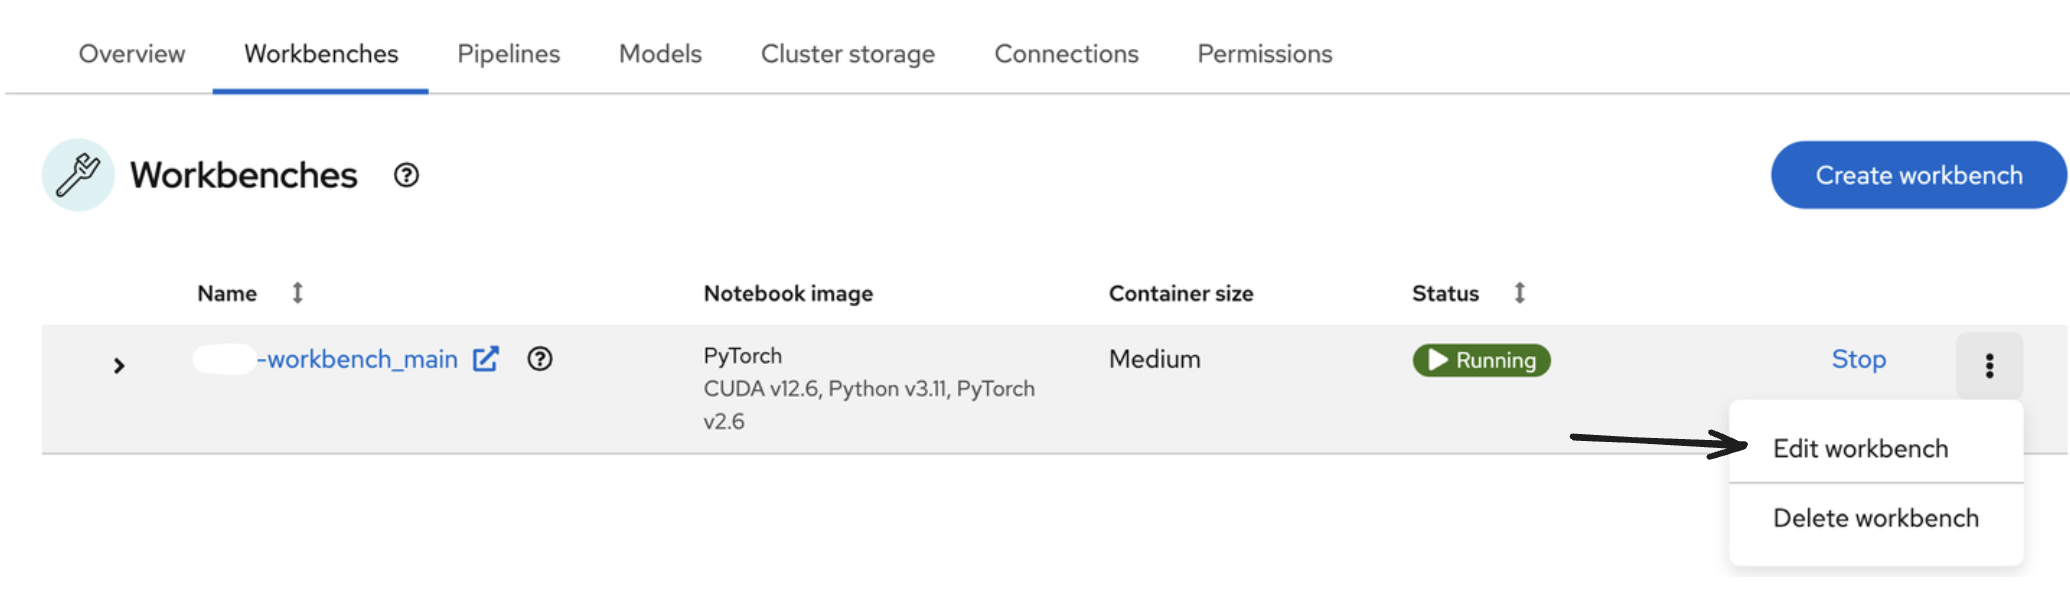 Overview Workbenches Pipelines Models Cluster storage Connections Permissions
Workbenches
Create workbench
Name Notebook image Container size Status
-workbench_main PyTorch Medium Running Stop
CUDA v12.6, Python v3.11, PyTorch
v2.6
Edit workbench
Delete workbench